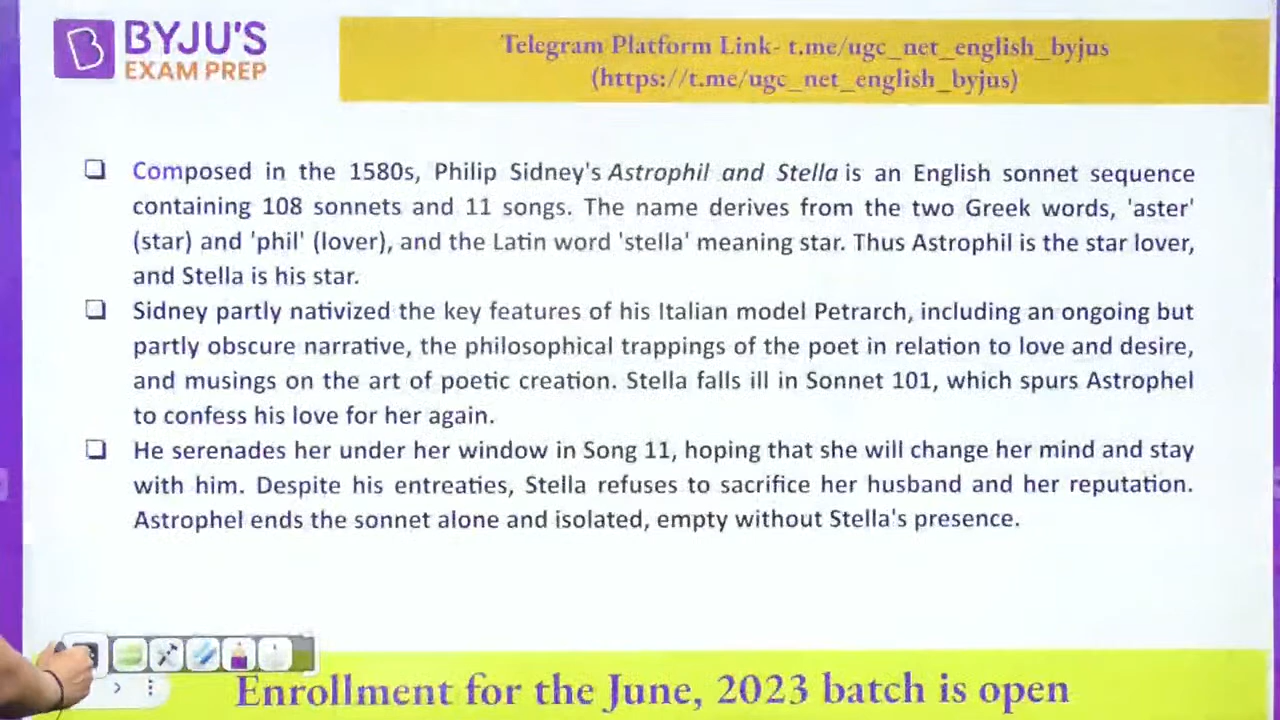 BYJU'S
EXAM PREP
Telegram Platform Link- t.me/ugc_net_english_byjus
(https://t.me/ugc_net_english_byjus)
Composed in the 1580s, Philip Sidney's Astrophil and Stella is an English sonnet sequence
containing 108 sonnets and 11 songs. The name derives from the two Greek words, 'aster'
(star) and 'phil' (lover), and the Latin word 'stella' meaning star. Thus Astrophil is the star lover,
and Stella is his star.
Sidney partly nativized the key features of his Italian model Petrarch, including an ongoing but
partly obscure narrative, the philosophical trappings of the poet in relation to love and desire,
and musings on the art of poetic creation. Stella falls ill in Sonnet 101, which spurs Astrophel
to confess his love for her again.
He serenades her under her window in Song 11, hoping that she will change her mind and stay
with him. Despite his entreaties, Stella refuses to sacrifice her husband and her reputation.
Astrophel ends the sonnet alone and isolated, empty without Stella's presence.
Enrollment for the June, 2023 batch is open